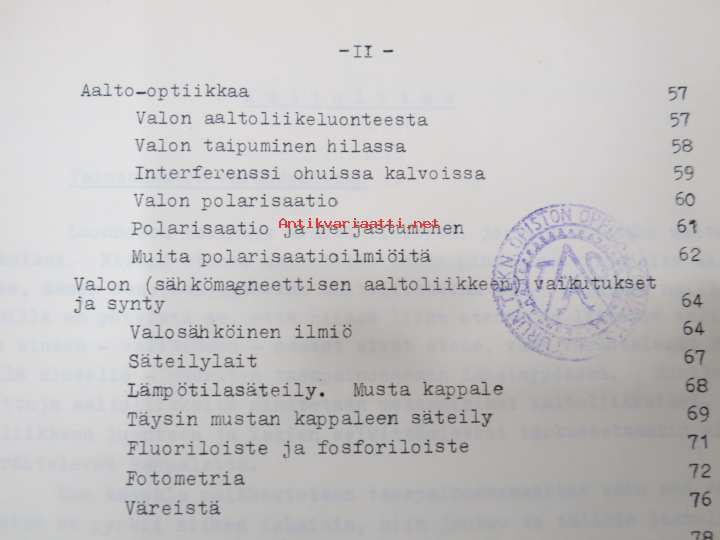 -II -
Aalto-optiikkaa 57
Valon aaltoliikeluonteesta 57
Valon taipuminen hilassa 58
Interferenssi ohuissa kalvoissa 59
Valon polarisaatio 60
Antikvariaatti.net
Polarisaatio ja heijastuminen 61
Muita polarisaatioilmiöitä 62
Valon (sähkömagneettisen aaltoliikkeen) vaikutukset
ja synty 64
Valosähköinen ilmiö 64
Säteilylait 67
Lämpötilasäteily. Musta kappale 68
Täysin mustan kappaleen säteily 69
Fluoriloiste ja fosforiloiste 71
Fotometria 72
Väreistä 76
78